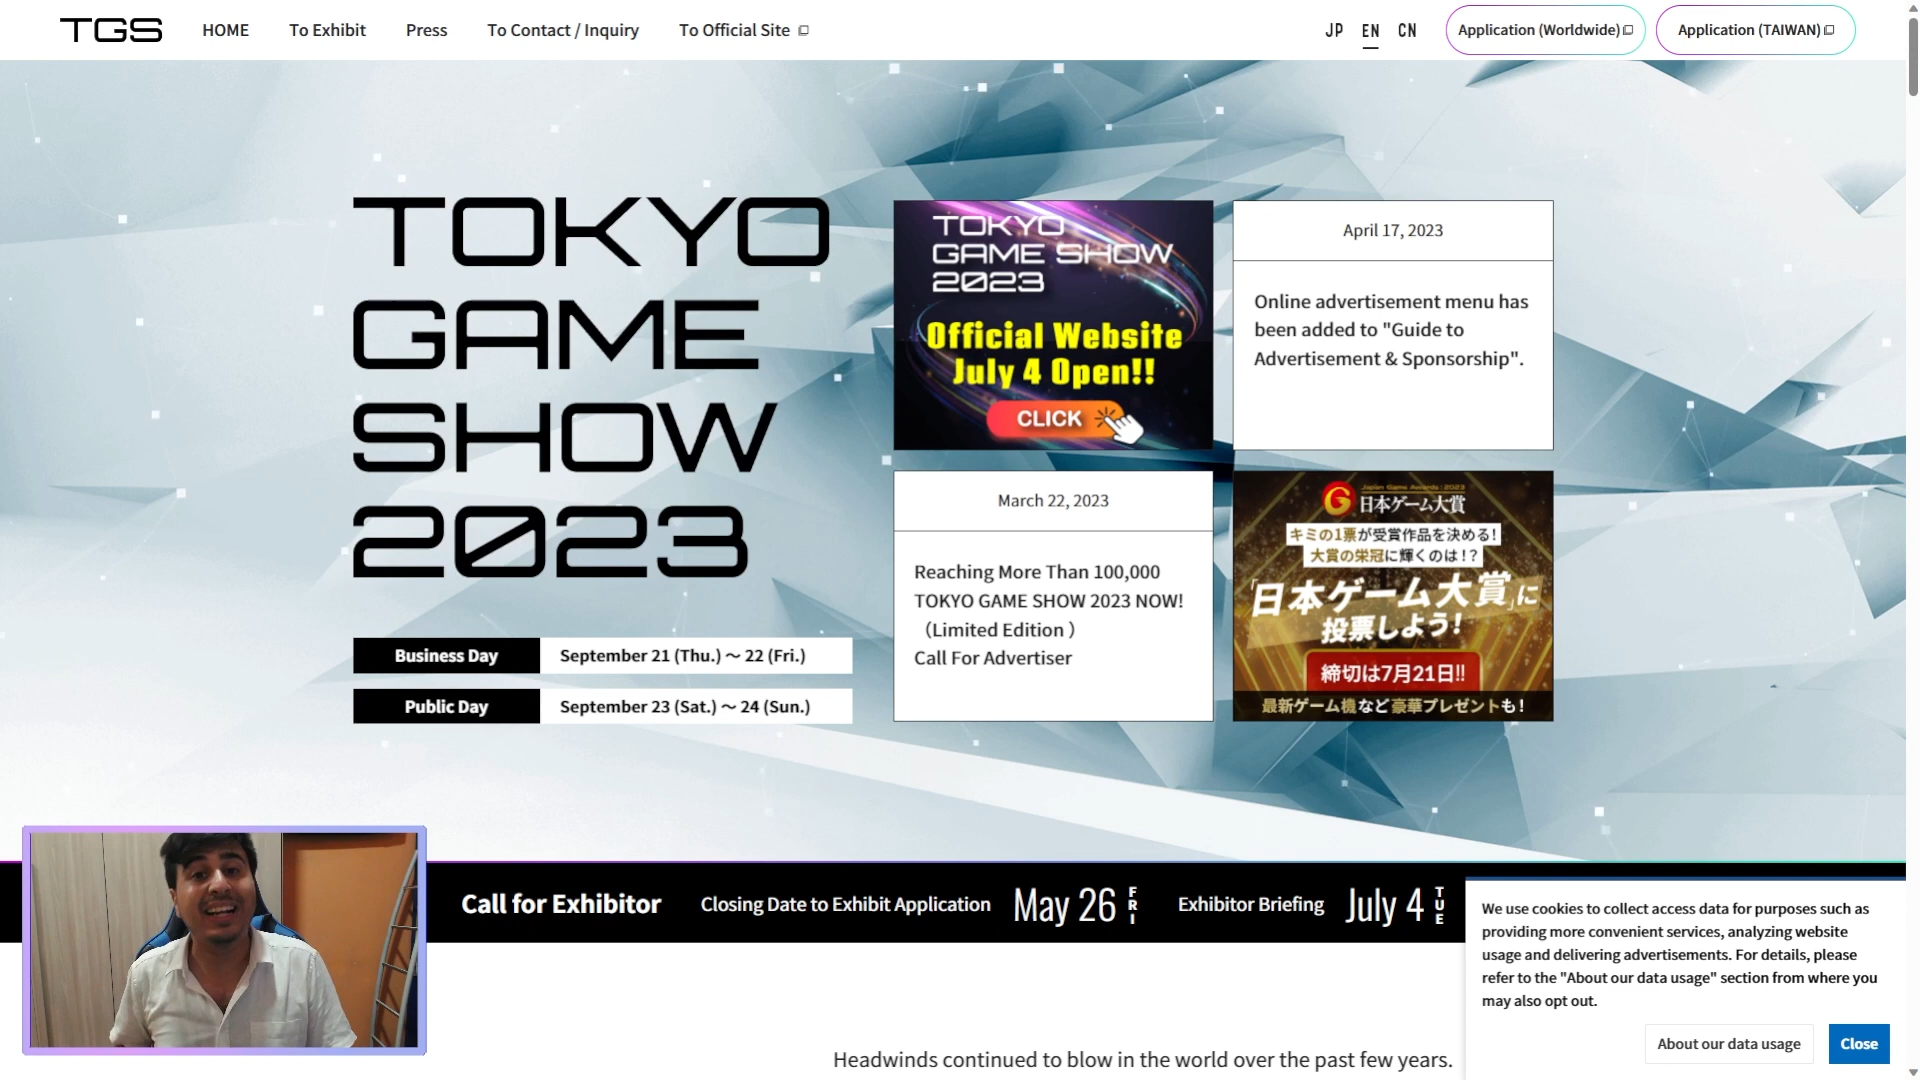 TGS
HOME
To Exhibit
Press
To Contact / Inquiry
To Official Site
JP
EN
CN
Application (Worldwide)
Application (TAIWAN)
TOKYO
GAME
SHOW
2023
Business Day
September 21 (Thu.) ～ 22 (Fri.)
Public Day
September 23 (Sat.) ～ 24 (Sun.)
TOKYO
GAME SHOW
2023
Official Website
July 4 Open!!
CLICK
April 17, 2023
Online advertisement menu has
been added to "Guide to
Advertisement & Sponsorship".
March 22, 2023
Reaching More Than 100,000
TOKYO GAME SHOW 2023 NOW!
（Limited Edition ）
Call For Advertiser
Japan Game Awards : 2023
日本ゲーム大賞
キミの1票が受賞作品を決める!
大賞の栄冠に輝くのは!?
「日本ゲーム大賞」に
投票しよう!
締切は7月21日!!
最新ゲーム機など豪華プレゼントも!
Call for Exhibitor
Closing Date to Exhibit Application
May 26 FRI
Exhibitor Briefing
July 4 TUE
We use cookies to collect access data for purposes such as
providing more convenient services, analyzing website
usage and delivering advertisements. For details, please
refer to the "About our data usage" section from where you
may also opt out.
About our data usage
Close
Headwinds continued to blow in the world over the past few years.